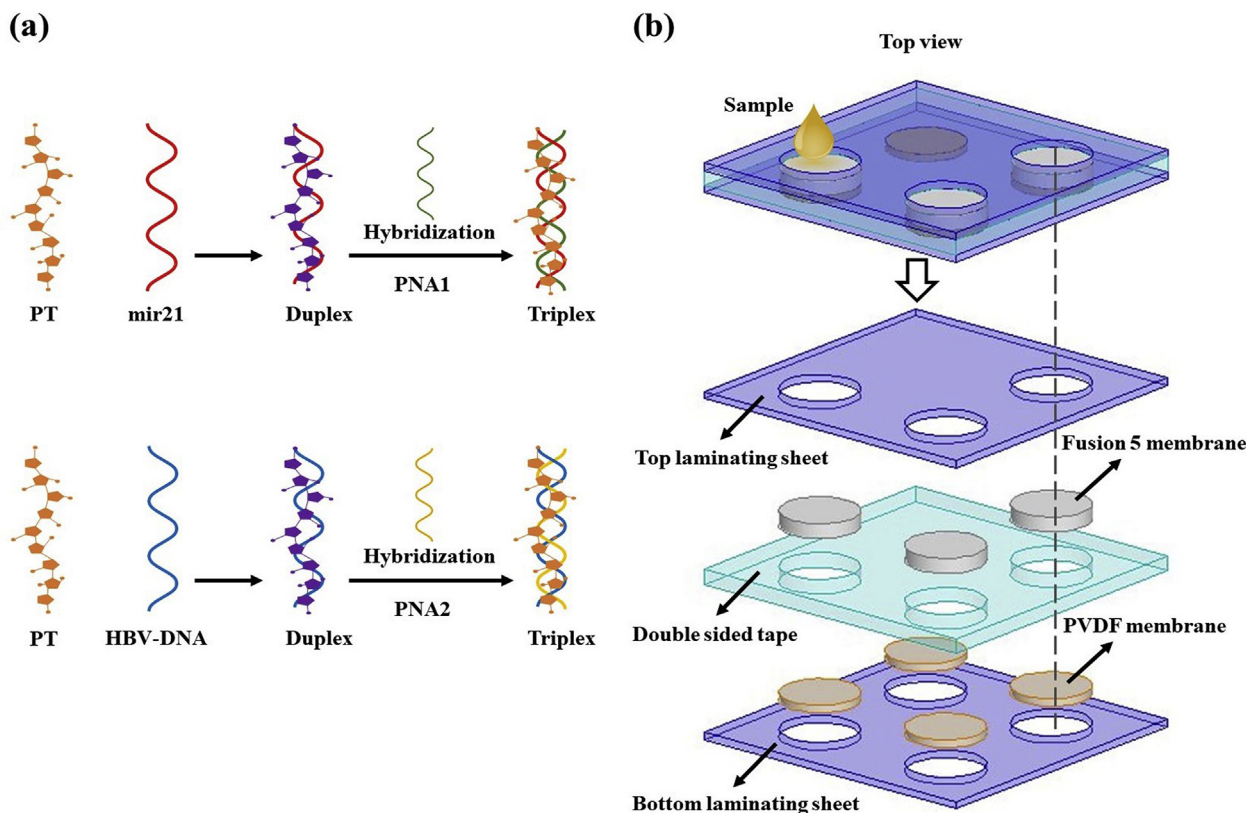 (a)
PT
mir21
Duplex
Hybridization
PNA1
Triplex
PT
HBV-DNA
Duplex
Hybridization
PNA2
Triplex
(b)
Top view
Sample
Top laminating sheet
Fusion 5 membrane
Double sided tape
PVDF membrane
Bottom laminating sheet